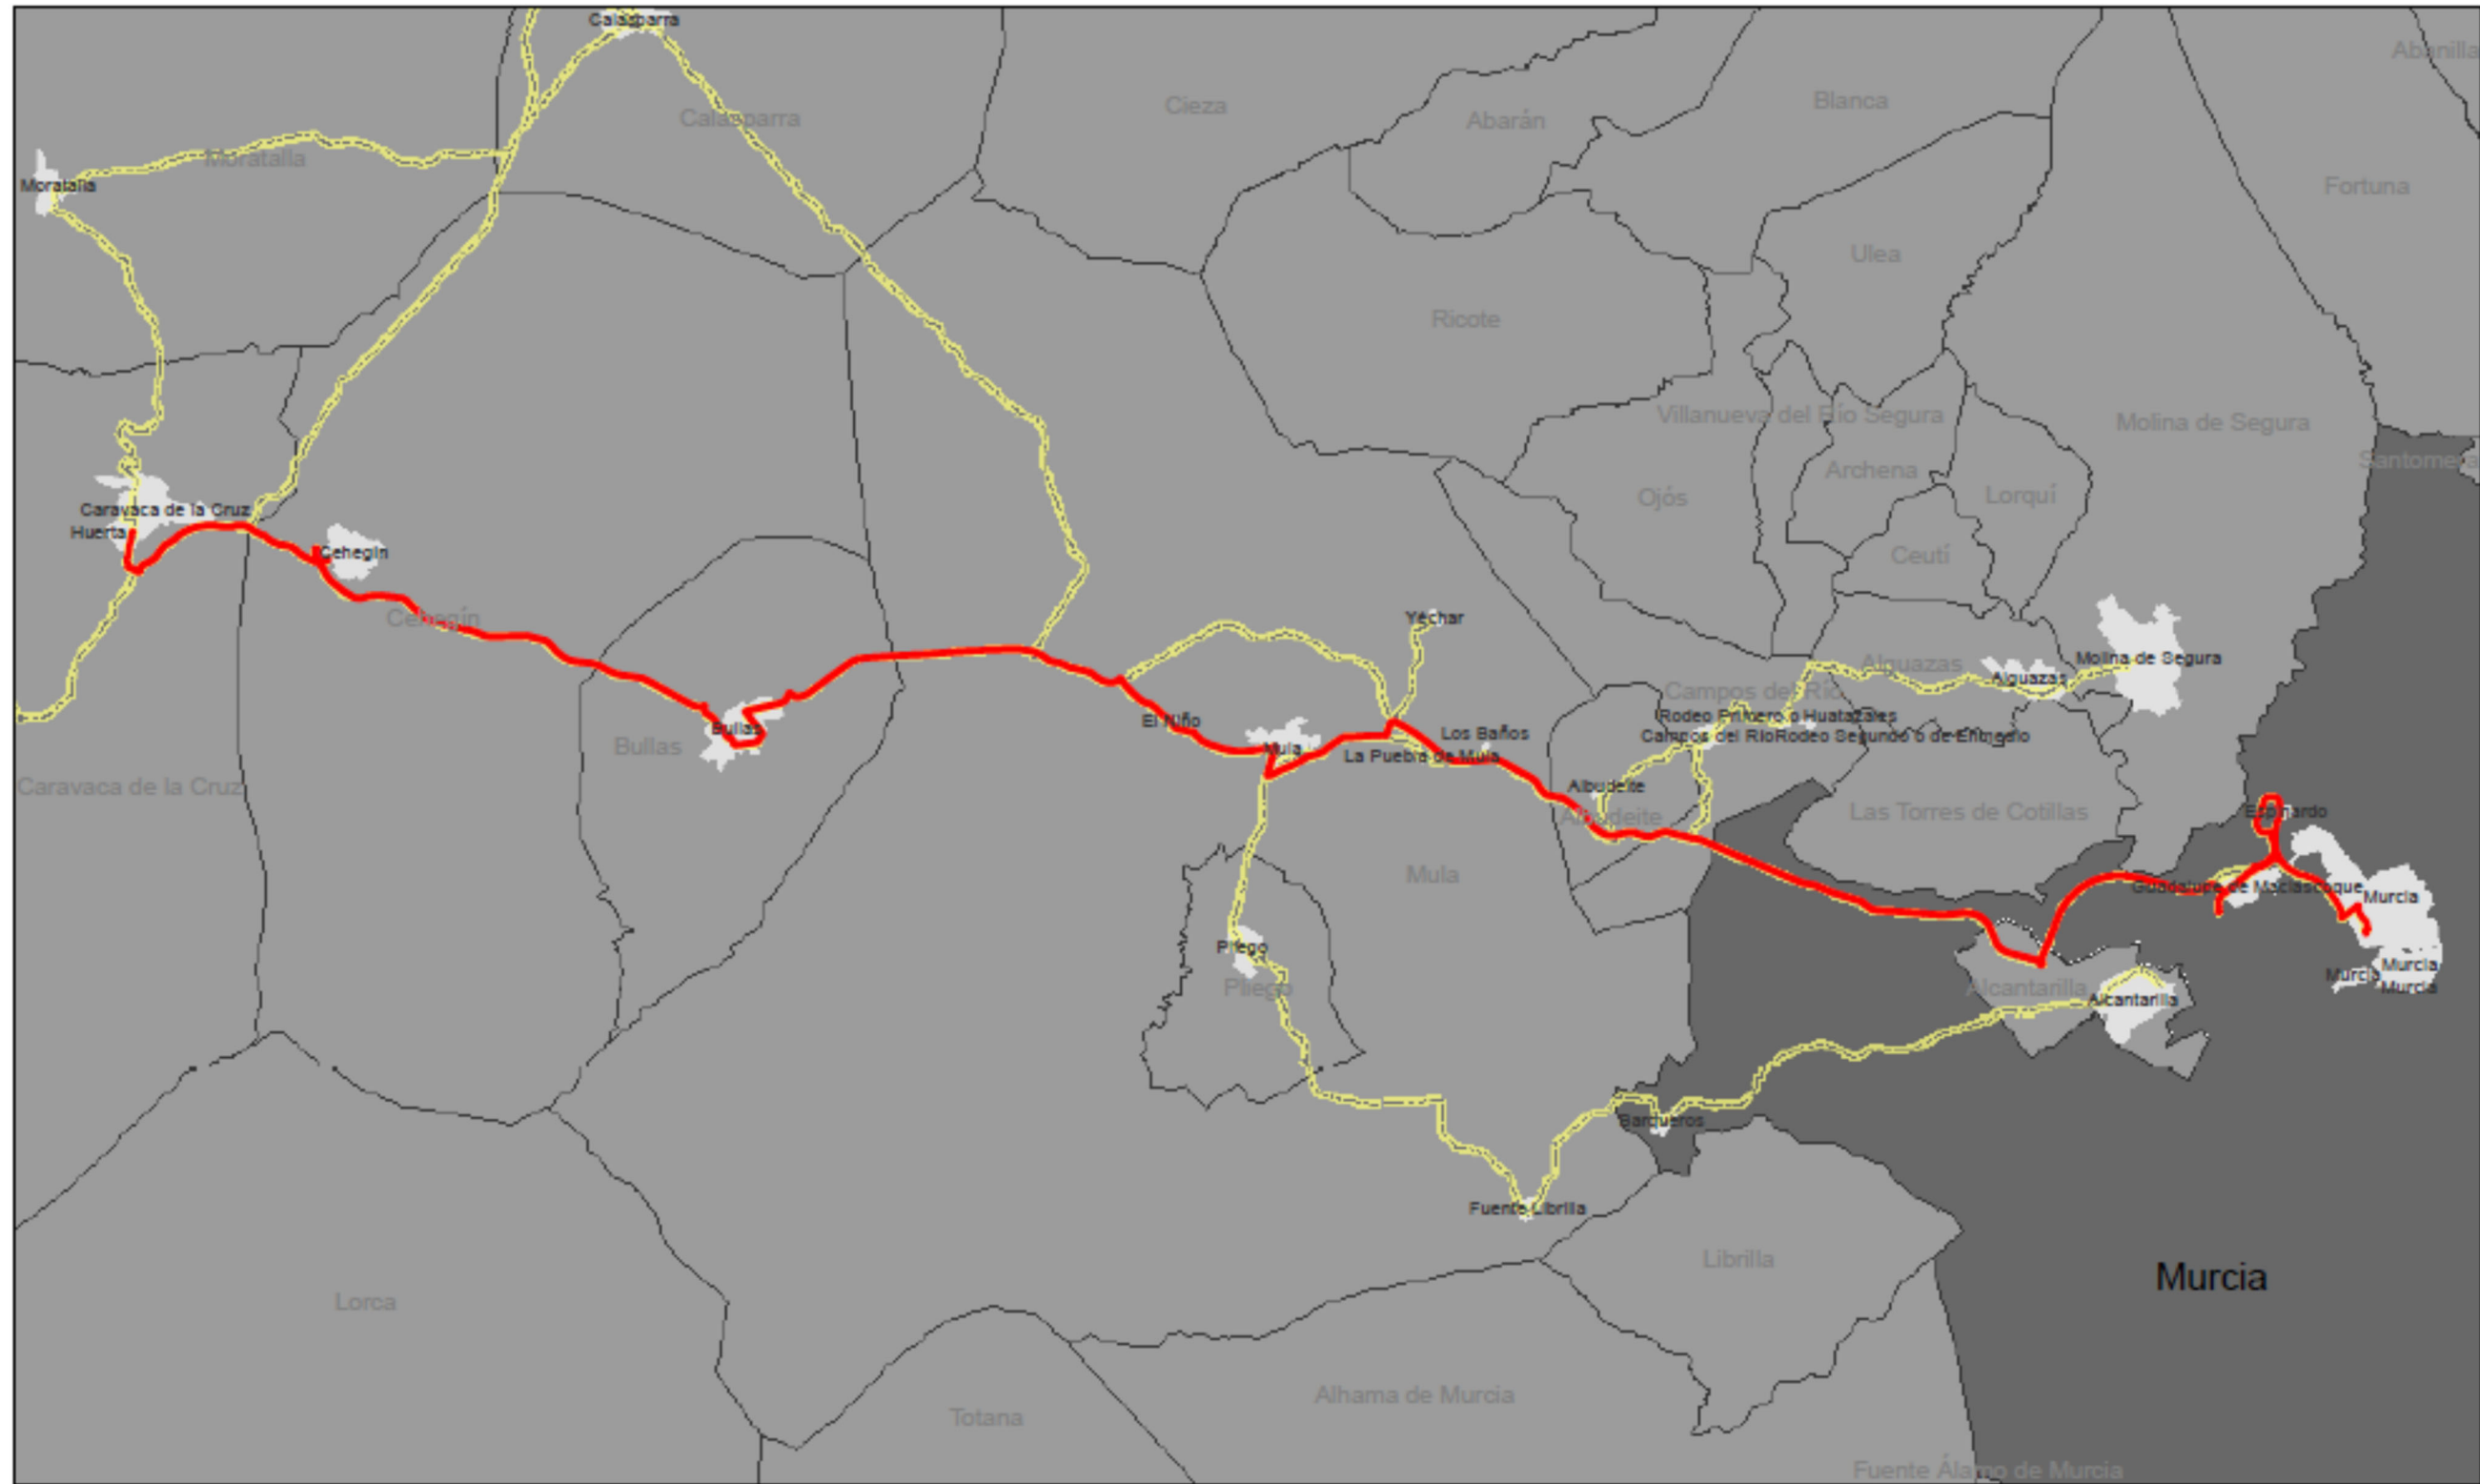 Calasparra
Abanilla
Cieza
Blanca
Calasparra
Abarán
Moratalla
Moratalla
Fortuna
Ulea
Ricote
Villanueva del Río Segura
Molina de Segura
Santomera
Archena
Ojós
Lorquí
Caravaca de la Cruz
Huerta
Cehegín
Ceutí
Cehegín
Yéchar
Molina de Segura
Alguazas
Alguazas
Campos del Río
El Niño
Rodeo Primero o Huatazales
Bullas
Los Baños
Campos del Río
Rodeo Segundo o de Enmedio
Bullas
Mula
La Puebla de Mula
Caravaca de la Cruz
Albudeite
Albudeite
Las Torres de Cotillas
Espinardo
Mula
Guadalupe de Maciascoque
Murcia
Pliego
Murcia
Murcia
Pliego
Alcantarilla
Murcia
Alcantarilla
Barqueros
Fuente Librilla
Librilla
Murcia
Lorca
Alhama de Murcia
Totana
Fuente Álamo de Murcia